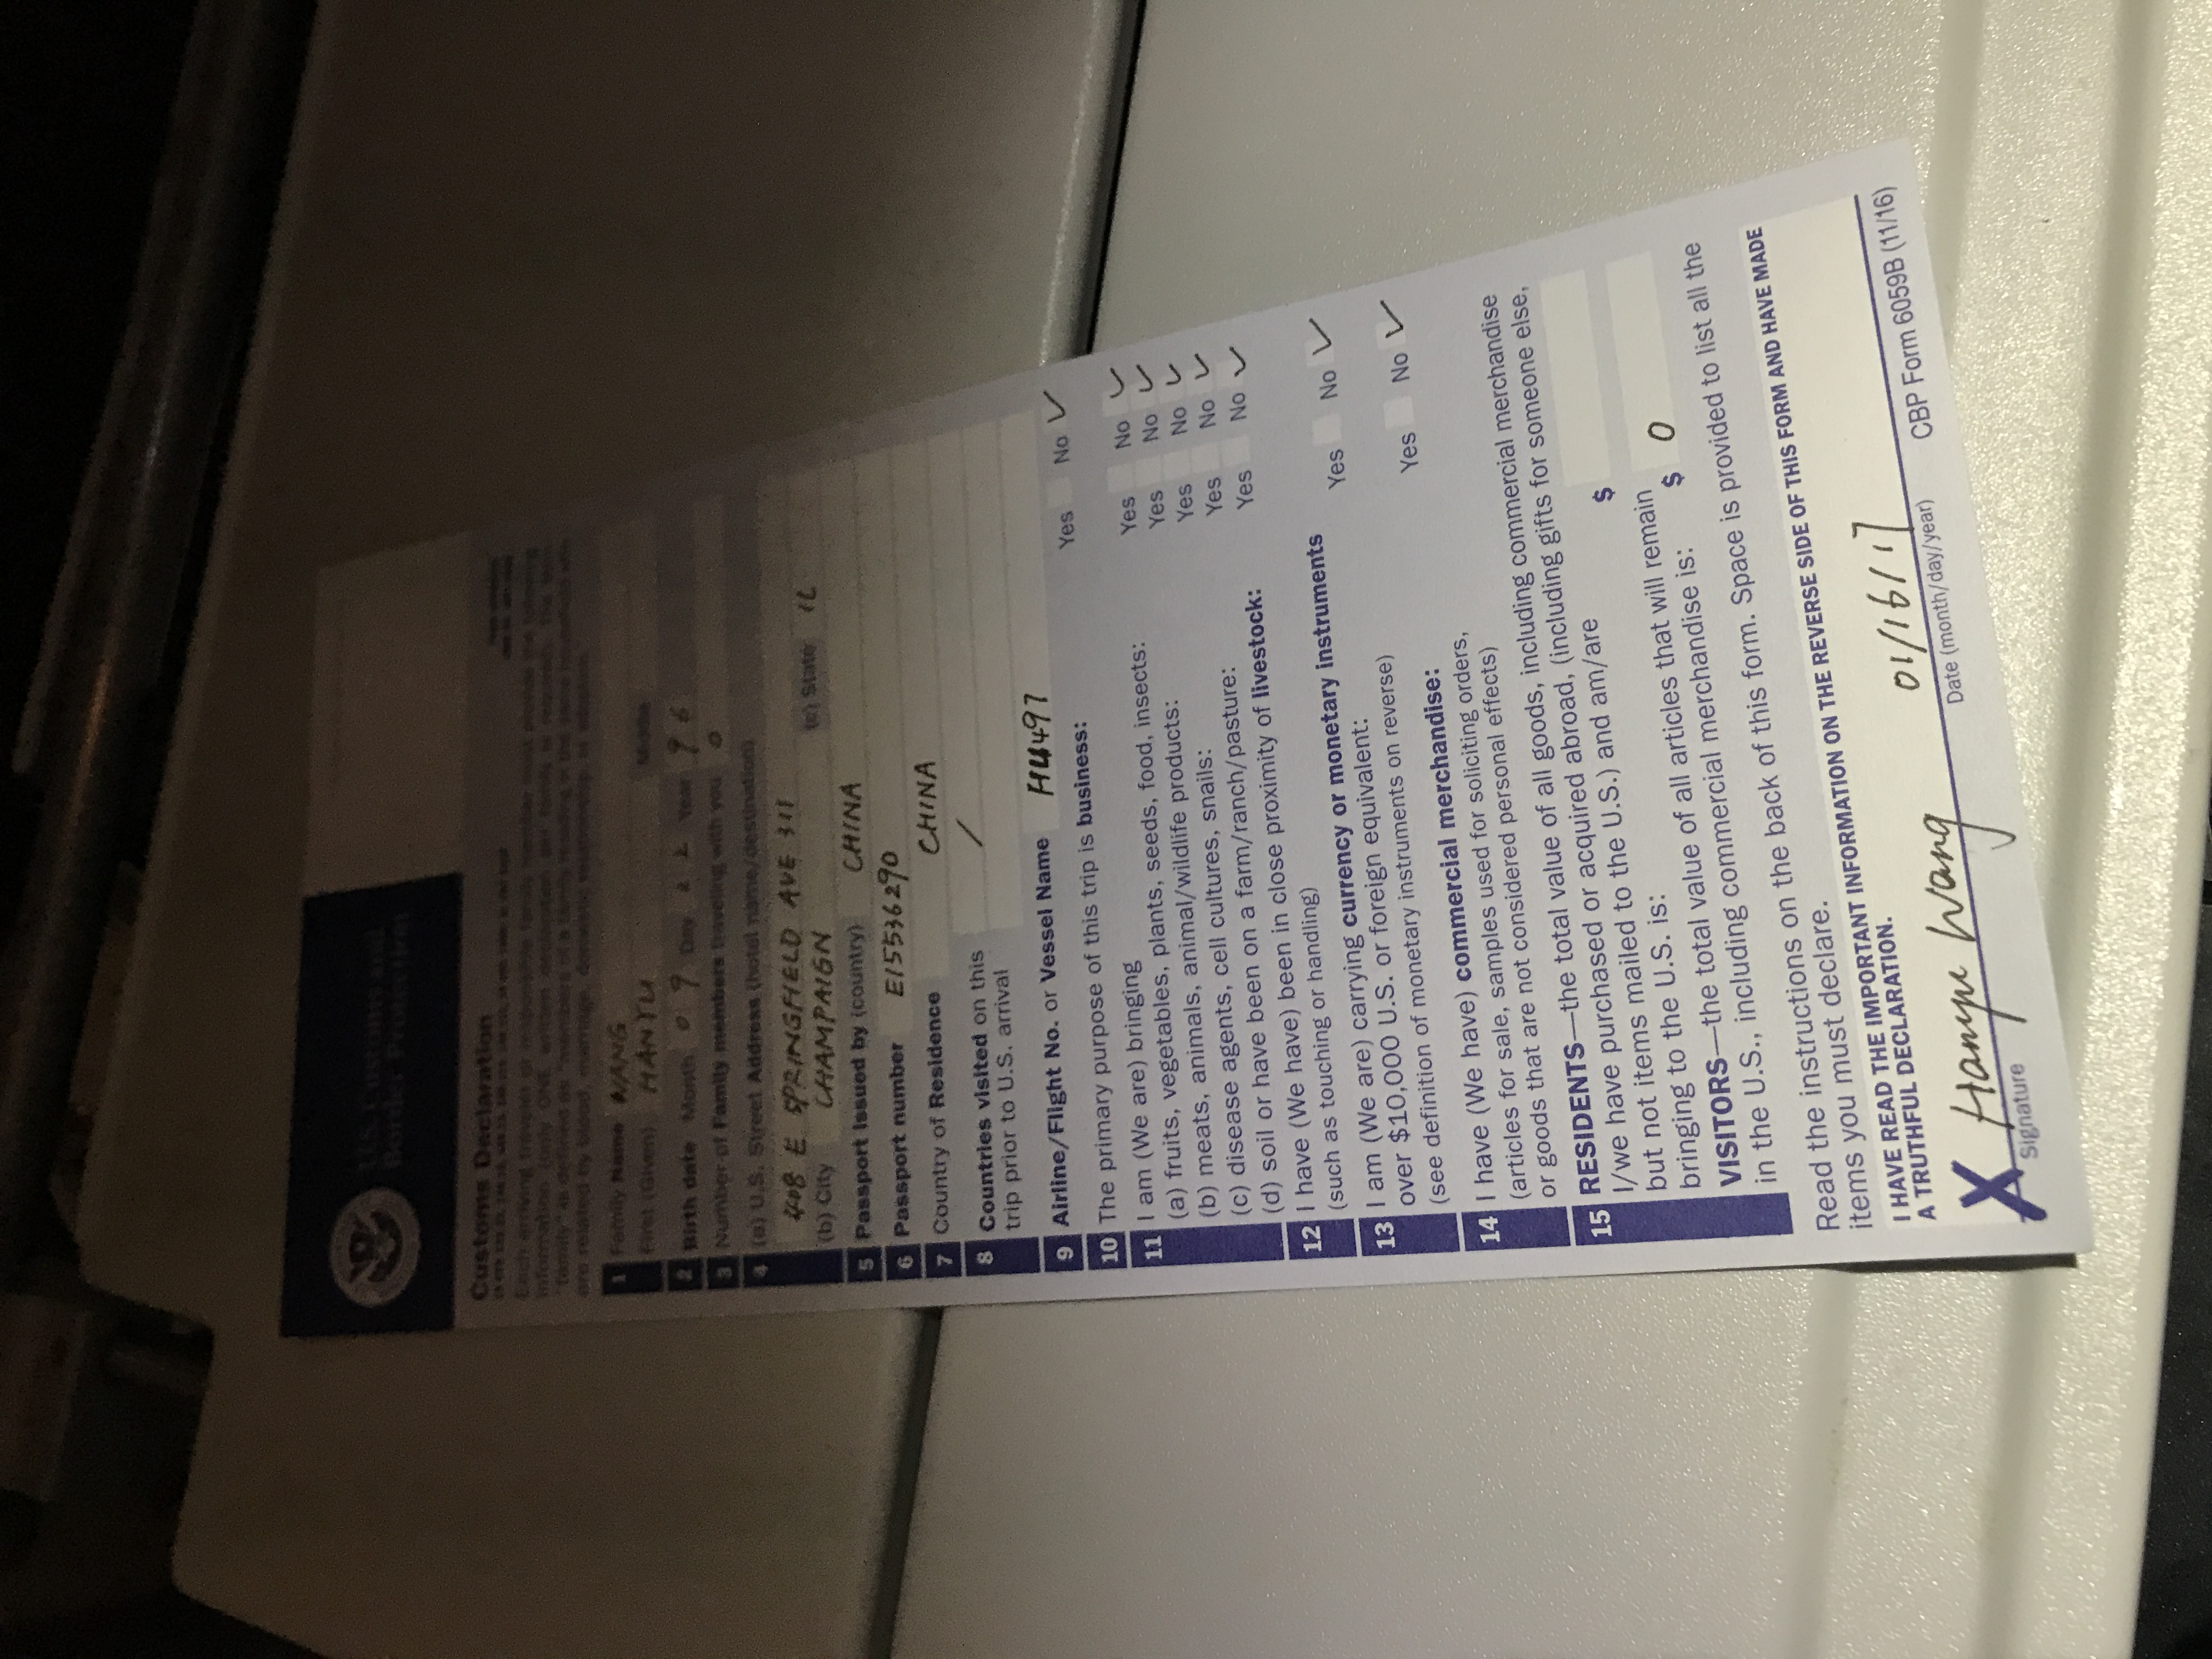 U.S. Customs and
Border Protection
Customs Declaration
Each arriving traveler or responsible family member must provide the following
information (only ONE written declaration per family is required). The term
"family" is defined as "members of a family residing in the same household who
are related by blood, marriage, domestic relationship, or adoption."
1 Family Name WANG
First (Given) HANYU Middle
2 Birth date Month 09 Day 22 Year 96
3 Number of Family members traveling with you 0
4 (a) U.S. Street Address (hotel name/destination)
408 E SPRINGFIELD AVE 311
(b) City CHAMPAIGN (c) State IL
5 Passport issued by (country) CHINA
6 Passport number E15536290
7 Country of Residence CHINA
8 Countries visited on this /
trip prior to U.S. arrival
9 Airline/Flight No. or Vessel Name HU497
10 The primary purpose of this trip is business: Yes No ✓
11 I am (We are) bringing
(a) fruits, vegetables, plants, seeds, food, insects: Yes No ✓
(b) meats, animals, animal/wildlife products: Yes No ✓
(c) disease agents, cell cultures, snails: Yes No ✓
(d) soil or have been on a farm/ranch/pasture: Yes No ✓
12 I have (We have) been in close proximity of livestock: Yes No ✓
(such as touching or handling)
13 I am (We are) carrying currency or monetary instruments
over $10,000 U.S. or foreign equivalent: Yes No ✓
(see definition of monetary instruments on reverse)
14 I have (We have) commercial merchandise: Yes No ✓
(articles for sale, samples used for soliciting orders,
or goods that are not considered personal effects)
15 RESIDENTS—the total value of all goods, including commercial merchandise
I/we have purchased or acquired abroad, (including gifts for someone else,
but not items mailed to the U.S.) and am/are
bringing to the U.S. is: $
VISITORS—the total value of all articles that will remain
in the U.S., including commercial merchandise is: $ 0
Read the instructions on the back of this form. Space is provided to list all the
items you must declare.
I HAVE READ THE IMPORTANT INFORMATION ON THE REVERSE SIDE OF THIS FORM AND HAVE MADE
A TRUTHFUL DECLARATION.
X Hanyu Wang 01/16/17
Signature Date (month/day/year) CBP Form 6059B (11/16)